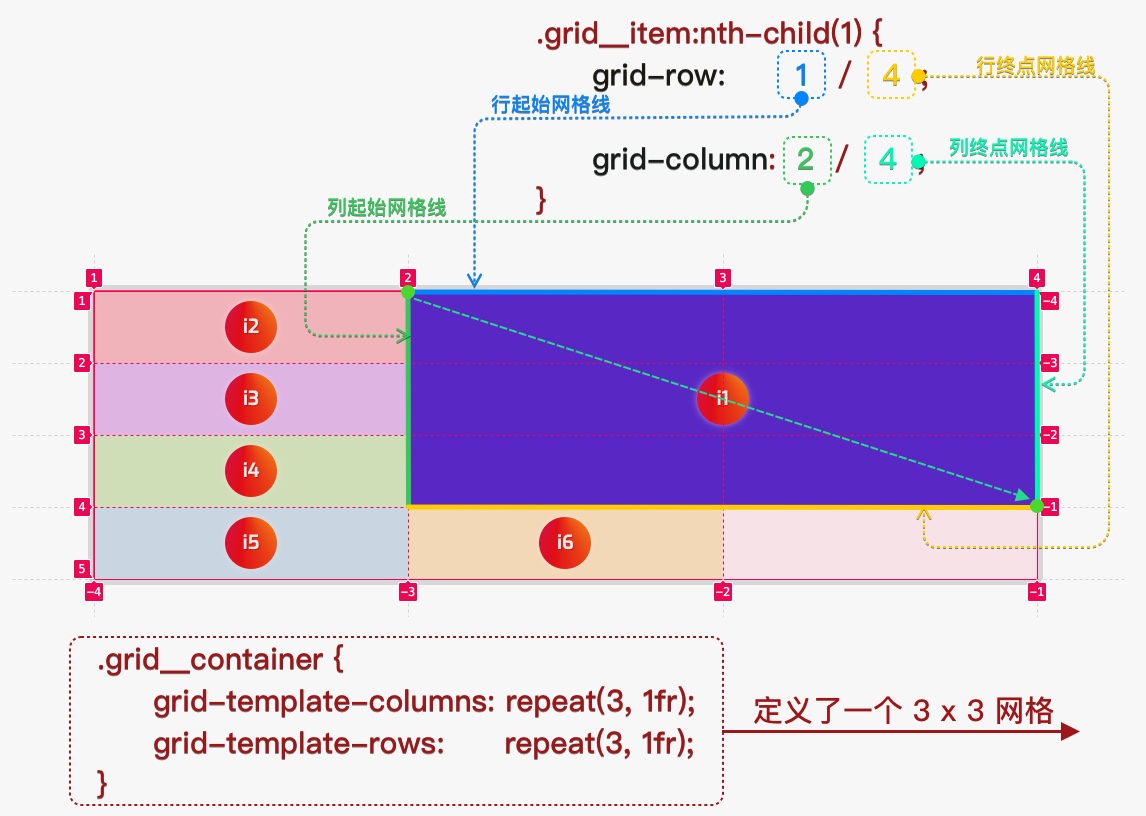 .grid__item:nth-child(1) {
grid-row: 1 / 4 ;
行终点网格线
行起始网格线
grid-column: 2 / 4 ;
列终点网格线
}
列起始网格线
1 2 3 4
1 -4
i2
2 -3
i3 i1
3 -2
i4
4 -1
i5 i6
5
-4 -3 -2 -1
.grid__container {
grid-template-columns: repeat(3, 1fr);
grid-template-rows: repeat(3, 1fr);
}
定义了一个 3 x 3 网格